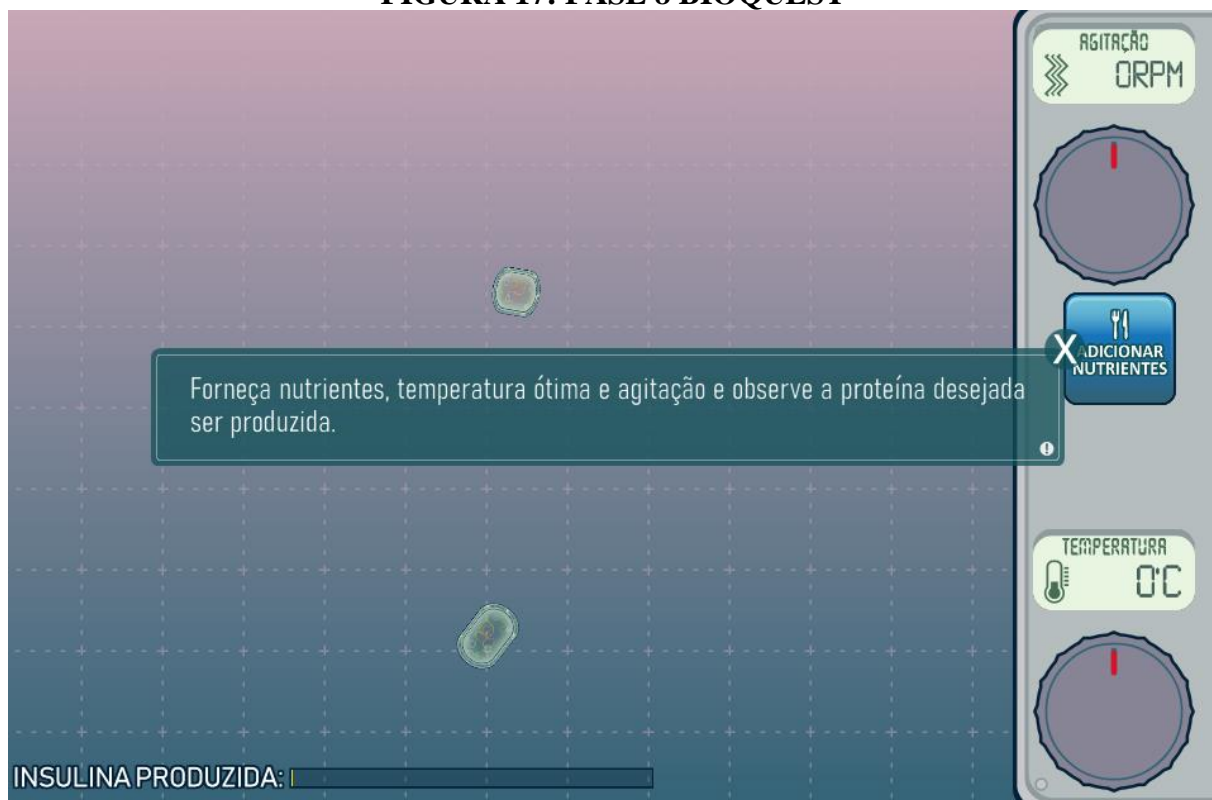 FIGURA 17: FASE 8 BIOQUEST
AGITAÇÃO
0RPM
X
ADICIONAR
NUTRIENTES
Forneça nutrientes, temperatura ótima e agitação e observe a proteína desejada
ser produzida.
TEMPERATURA
0°C
INSULINA PRODUZIDA: